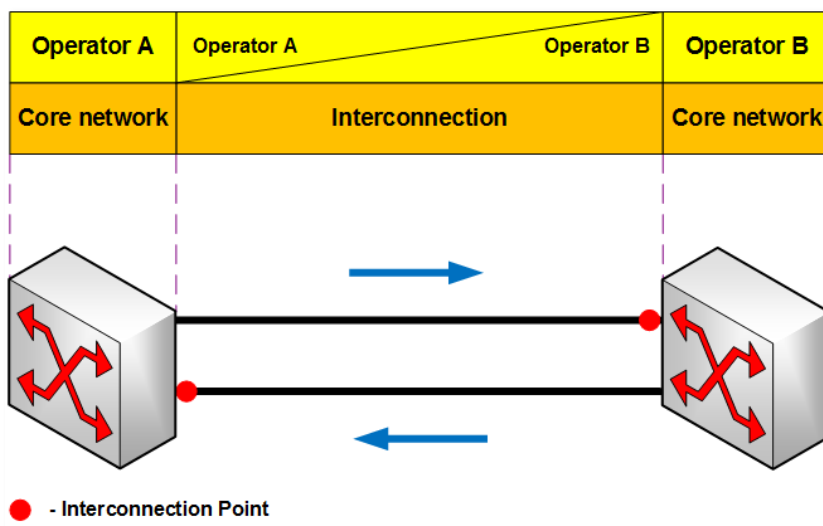 Operator A
Operator A
Operator B
Operator B
Core network
Interconnection
Core network
- Interconnection Point